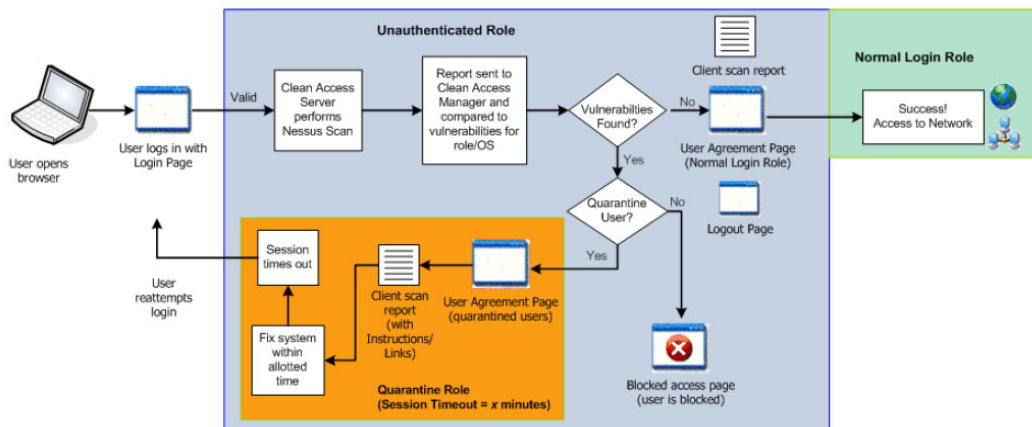 Unauthenticated Role
Normal Login Role
Client scan report
Valid
Clean Access
Server
performs
Nessus Scan
Report sent to
Clean Access
Manager and
compared to
vulnerabilities for
role/OS
Vulnerabilties
Found?
No
Success!
Access to Network
User opens
browser
User logs in with
Login Page
User Agreement Page
(Normal Login Role)
Yes
Quarantine
User?
No
Logout Page
Yes
Session
times out
User
reattempts
login
Client scan
report
(with
Instructions/
Links)
User Agreement Page
(quarantined users)
Fix system
within
allotted
time
Blocked access page
(user is blocked)
Quarantine Role
(Session Timeout = x minutes)